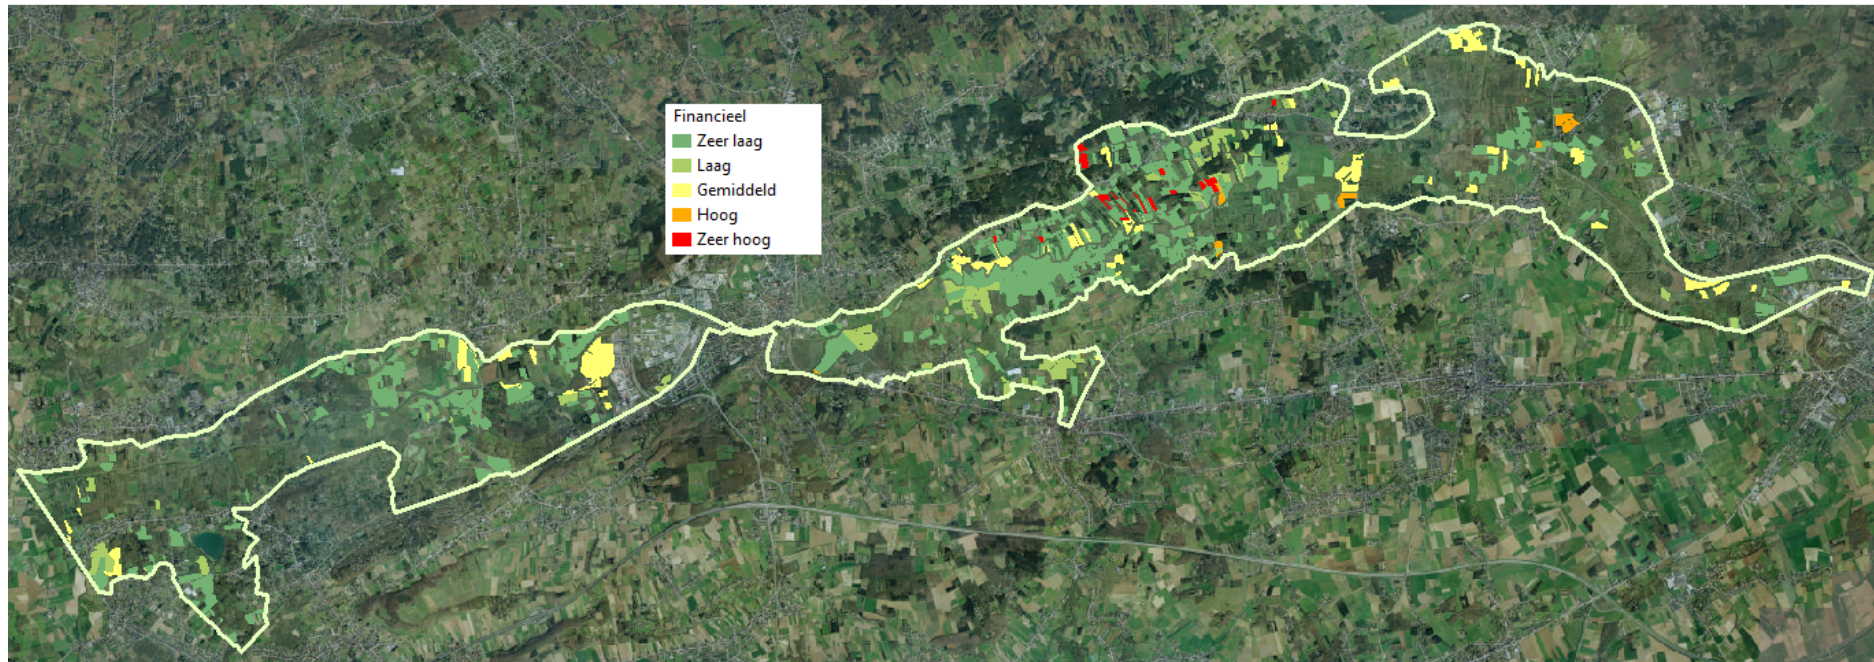 Financieel
Zeer laag
Laag
Gemiddeld
Hoog
Zeer hoog